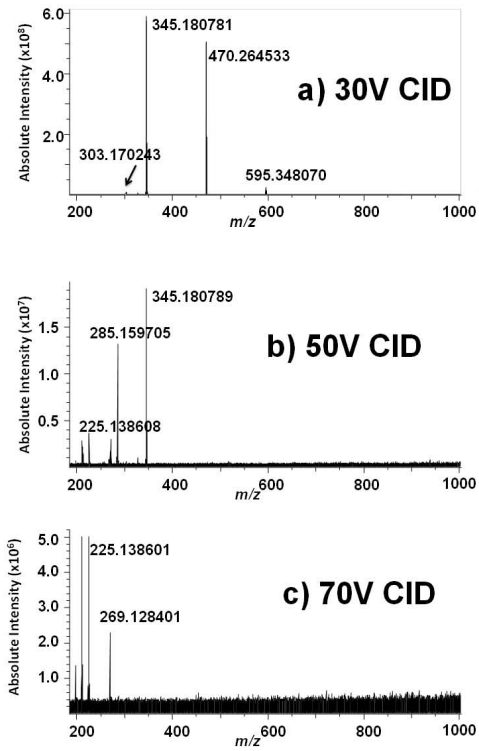 Absolute Intensity (x10⁸)
6.0
4.0
2.0
345.180781
470.264533
a) 30V CID
303.170243
595.348070
200 400 600 800 1000
m/z
Absolute Intensity (x10⁷)
1.5
1.0
0.5
345.180789
285.159705
b) 50V CID
225.138608
200 400 600 800 1000
m/z
Absolute Intensity (x10⁶)
5.0
4.0
3.0
2.0
1.0
225.138601
c) 70V CID
269.128401
200 400 600 800 1000
m/z